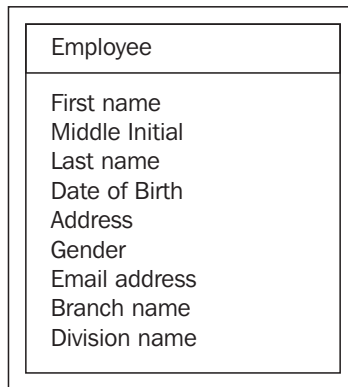 Employee
First name
Middle Initial
Last name
Date of Birth
Address
Gender
Email address
Branch name
Division name